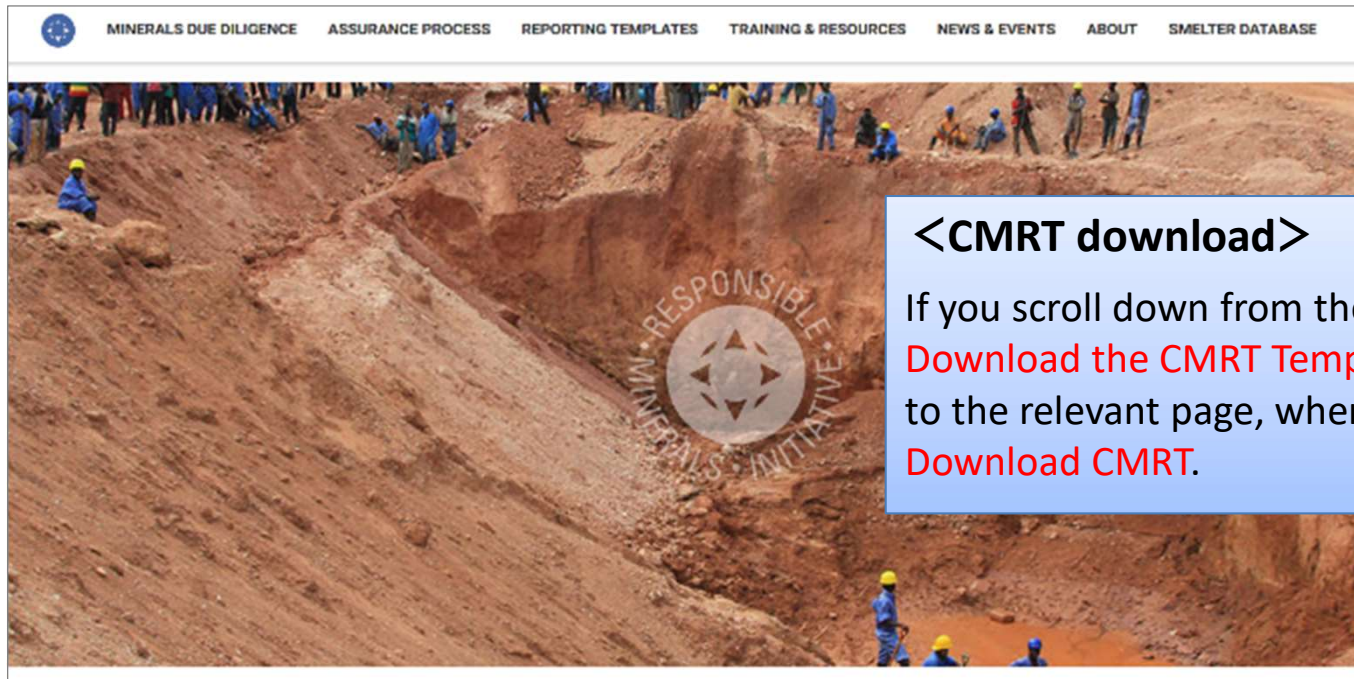 MINERALS DUE DILIGENCE ASSURANCE PROCESS REPORTING TEMPLATES TRAINING & RESOURCES NEWS & EVENTS ABOUT SMELTER DATABASE
RESPONSIBLE
MINERALS • INITIATIVE
<CMRT download>
If you scroll down from the
Download the CMRT Temp
to the relevant page, wher
Download CMRT.